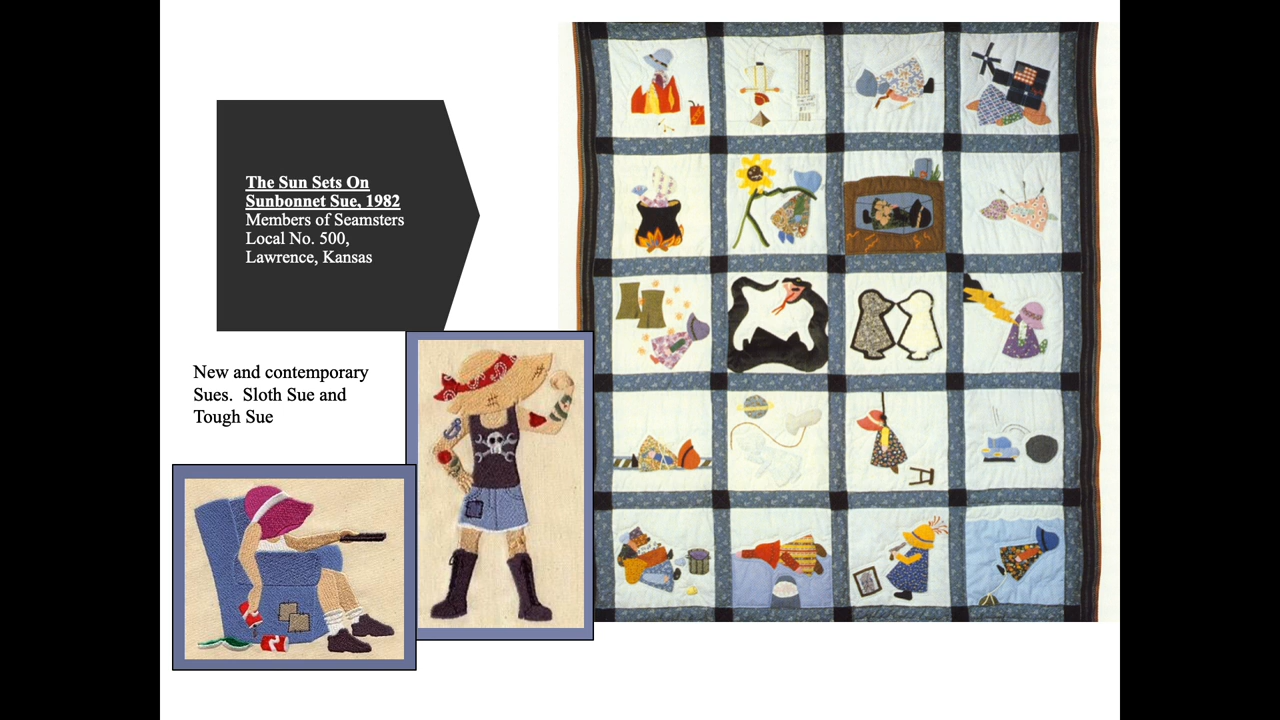 The Sun Sets On
Sunbonnet Sue, 1982
Members of Seamsters
Local No. 500,
Lawrence, Kansas
New and contemporary
Sues.  Sloth Sue and
Tough Sue